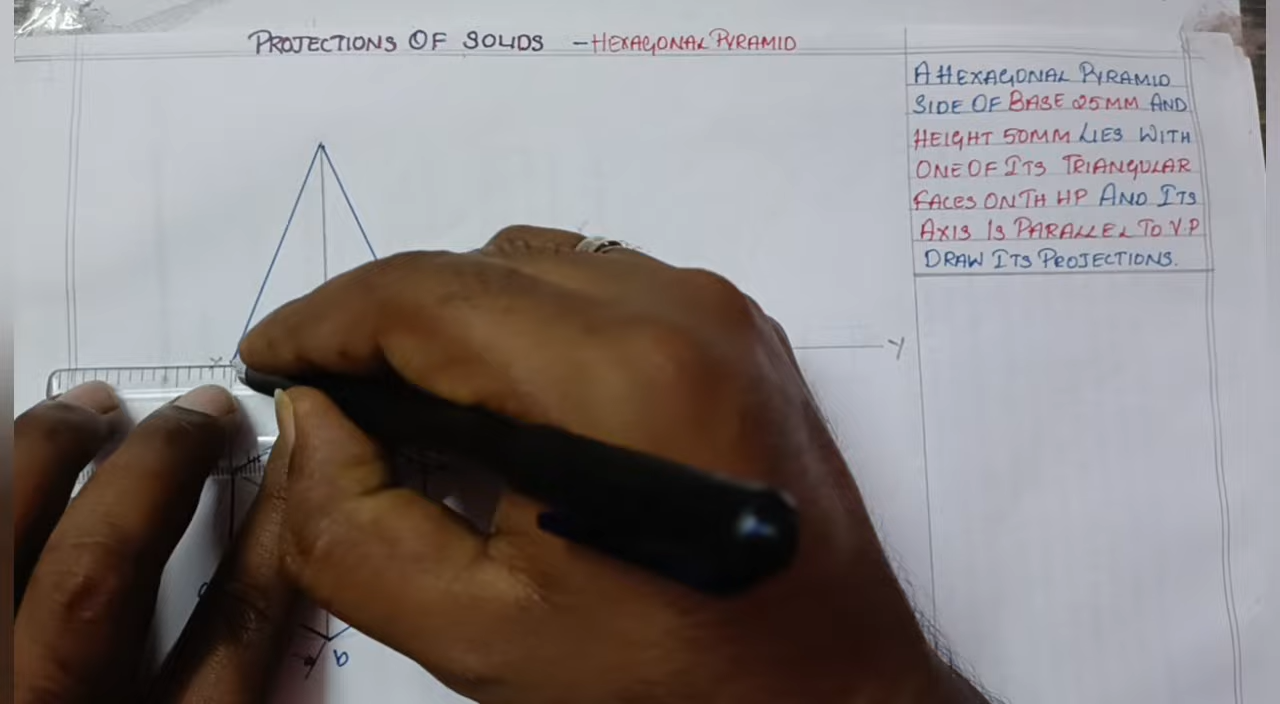 PROJECTIONS OF SOLIDS - HEXAGONAL PYRAMID
A HEXAGONAL PYRAMID
SIDE OF BASE 25MM AND
HEIGHT 50MM LIES WITH
ONE OF ITS TRIANGULAR
FACES ON TH HP AND ITS
AXIS IS PARALLEL TO V.P
DRAW ITS PROJECTIONS.
X
Y
b